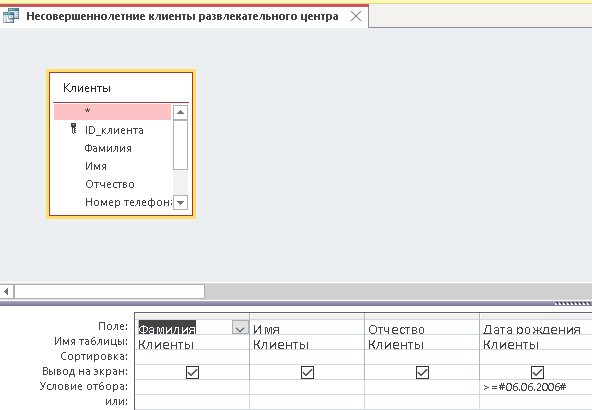 Несовершеннолетние клиенты развлекательного центра
Клиенты
*
ID_клиента
Фамилия
Имя
Отчество
Номер телефона
Поле: Фамилия Имя Отчество Дата рождения
Имя таблицы: Клиенты Клиенты Клиенты Клиенты
Сортировка:
Вывод на экран:
Условие отбора: >=#06.06.2006#
или: